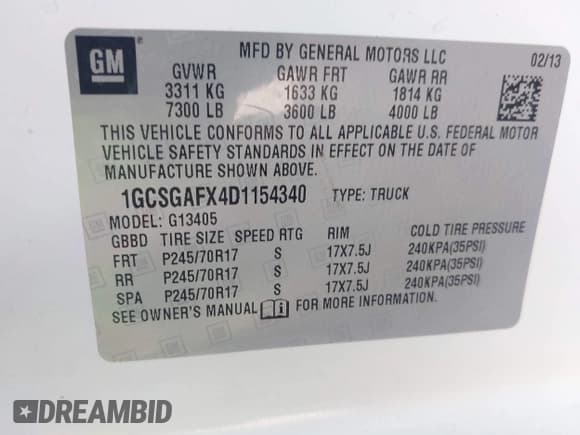 GM
MFD BY GENERAL MOTORS LLC 02/13
GVWR GAWR FRT GAWR RR
3311 KG 1633 KG 1814 KG
7300 LB 3600 LB 4000 LB
THIS VEHICLE CONFORMS TO ALL APPLICABLE U.S. FEDERAL MOTOR
VEHICLE SAFETY STANDARDS IN EFFECT ON THE DATE OF
MANUFACTURE SHOWN ABOVE.
1GCSGAFX4D1154340 TYPE: TRUCK
MODEL: G13405
GBBD TIRE SIZE SPEED RTG RIM COLD TIRE PRESSURE
FRT P245/70R17 S 17X7.5J 240KPA(35PSI)
RR P245/70R17 S 17X7.5J 240KPA(35PSI)
SPA P245/70R17 S 17X7.5J 240KPA(35PSI)
SEE OWNER'S MANUAL FOR MORE INFORMATION.
DREAMBID